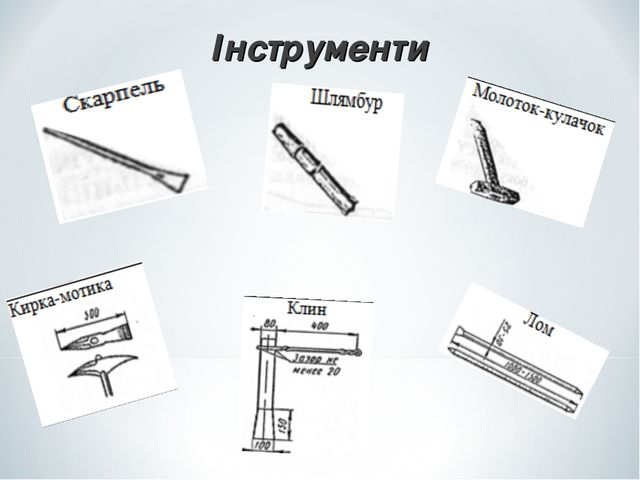 Інструменти
Скарпель
Шлямбур
Молоток-кулачок
Кирка-мотика
500
Клин
80 400
Зазор не
менее 20
150
100
Лом
1000-1500